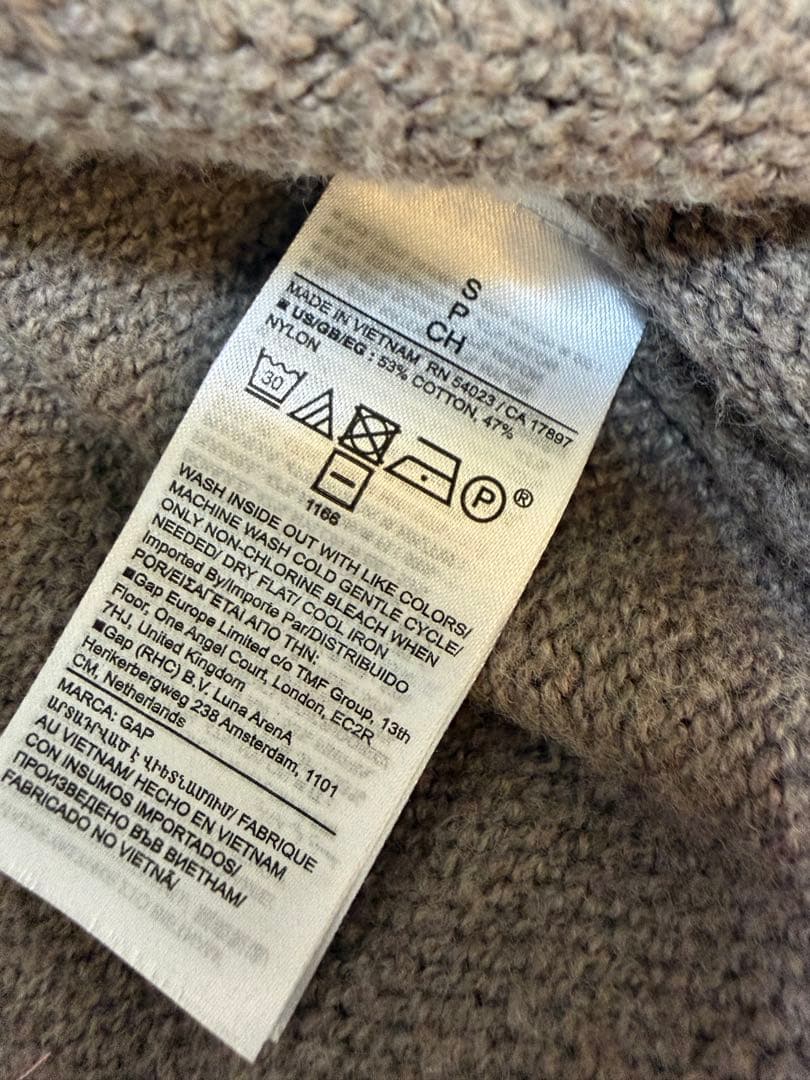 S
P
CH
MADE IN VIETNAM RN 54023 / CA 17897
■ US/GB/EG : 53% COTTON, 47%
NYLON
30
P ®
1166
WASH INSIDE OUT WITH LIKE COLORS/
MACHINE WASH COLD GENTLE CYCLE/
ONLY NON-CHLORINE BLEACH WHEN
NEEDED/ DRY FLAT/ COOL IRON
Imported By/Importe Par/DISTRIBUIDO
POR/ΕΙΣΑΓΕΤΑΙ ΑΠΟ ΤΗΝ:
■Gap Europe Limited c/o TMF Group, 13th
Floor, One Angel Court, London, EC2R
7HJ, United Kingdom
■Gap (RHC) B.V. Luna ArenA
Herikerbergweg 238 Amsterdam, 1101
CM, Netherlands
MARCA: GAP
ԱՐՏԱԴՐՎԱԾ Է ՎԻԵՏՆԱՄՈՒՄ/ FABRIQUE
AU VIETNAM/ HECHO EN VIETNAM
CON INSUMOS IMPORTADOS/
ПРОИЗВЕДЕНО ВЪВ ВИЕТНАМ/
FABRICADO NO VIETNÃ/